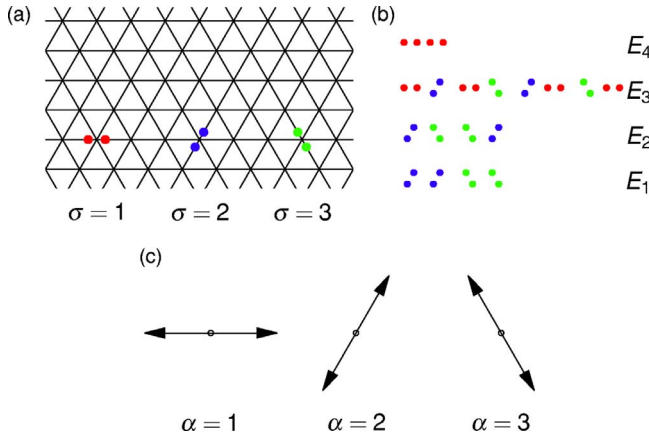 (a)
σ = 1 σ = 2 σ = 3
(b)
E4
E3
E2
E1
(c)
α = 1 α = 2 α = 3